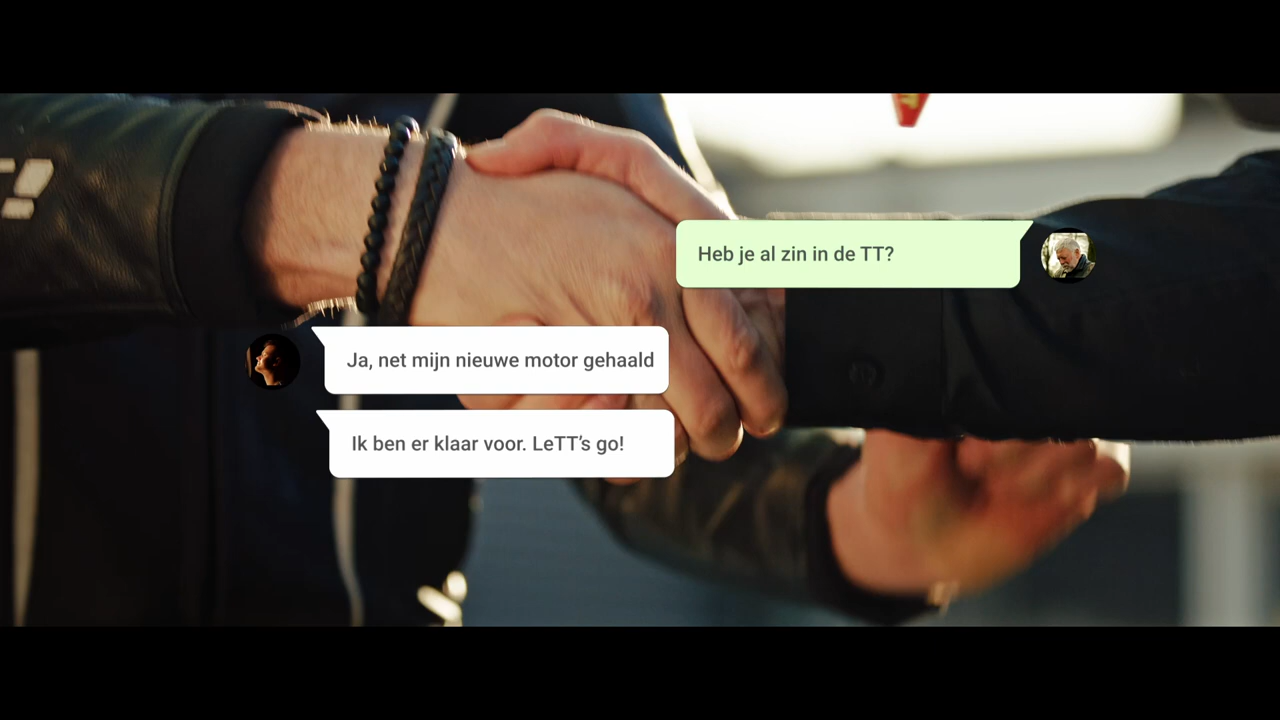 Heb je al zin in de TT?
Ja, net mijn nieuwe motor gehaald
Ik ben er klaar voor. LeTT’s go!